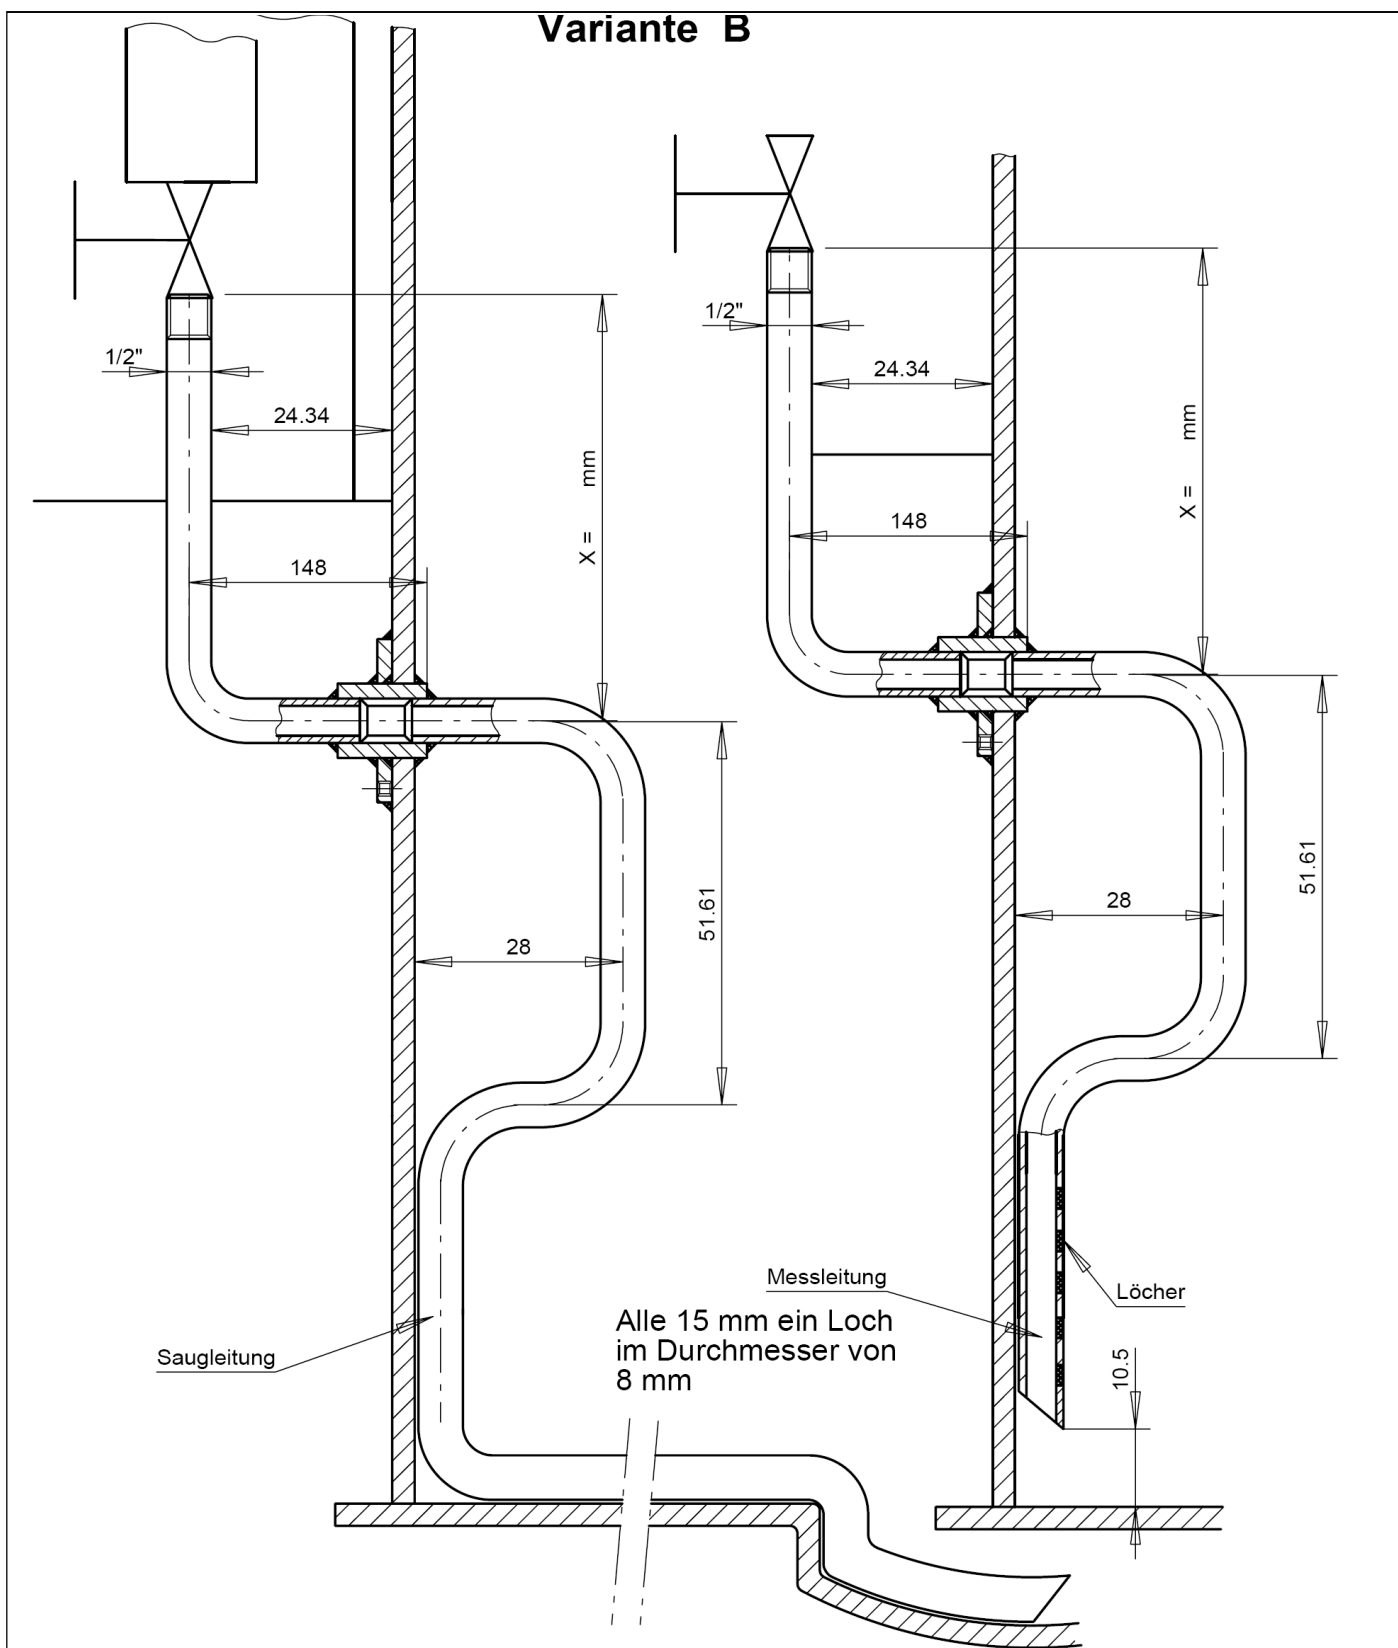 Variante B
1/2"
24.34
X = mm
148
51.61
28
Saugleitung
1/2"
24.34
X = mm
148
51.61
28
Messleitung
Löcher
Alle 15 mm ein Loch
im Durchmesser von
8 mm
10.5